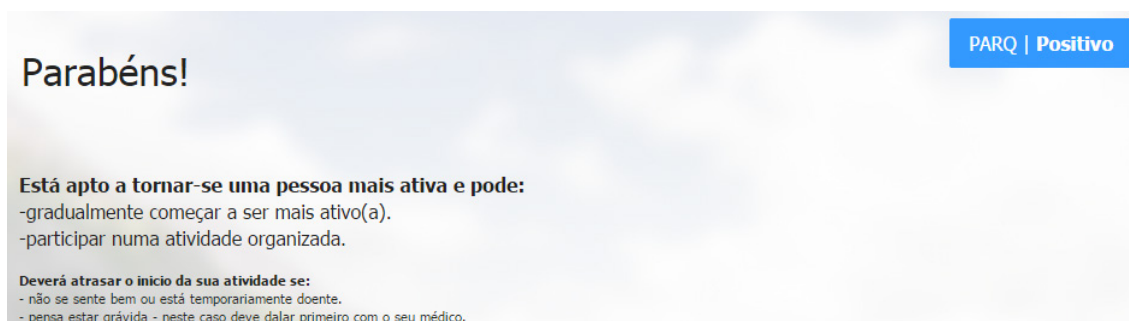 PARQ | Positivo
Parabéns!
Está apto a tornar-se uma pessoa mais ativa e pode:
-gradualmente começar a ser mais ativo(a).
-participar numa atividade organizada.
Deverá atrasar o inicio da sua atividade se:
- não se sente bem ou está temporariamente doente.
- pensa estar grávida - neste caso deve dalar primeiro com o seu médico.